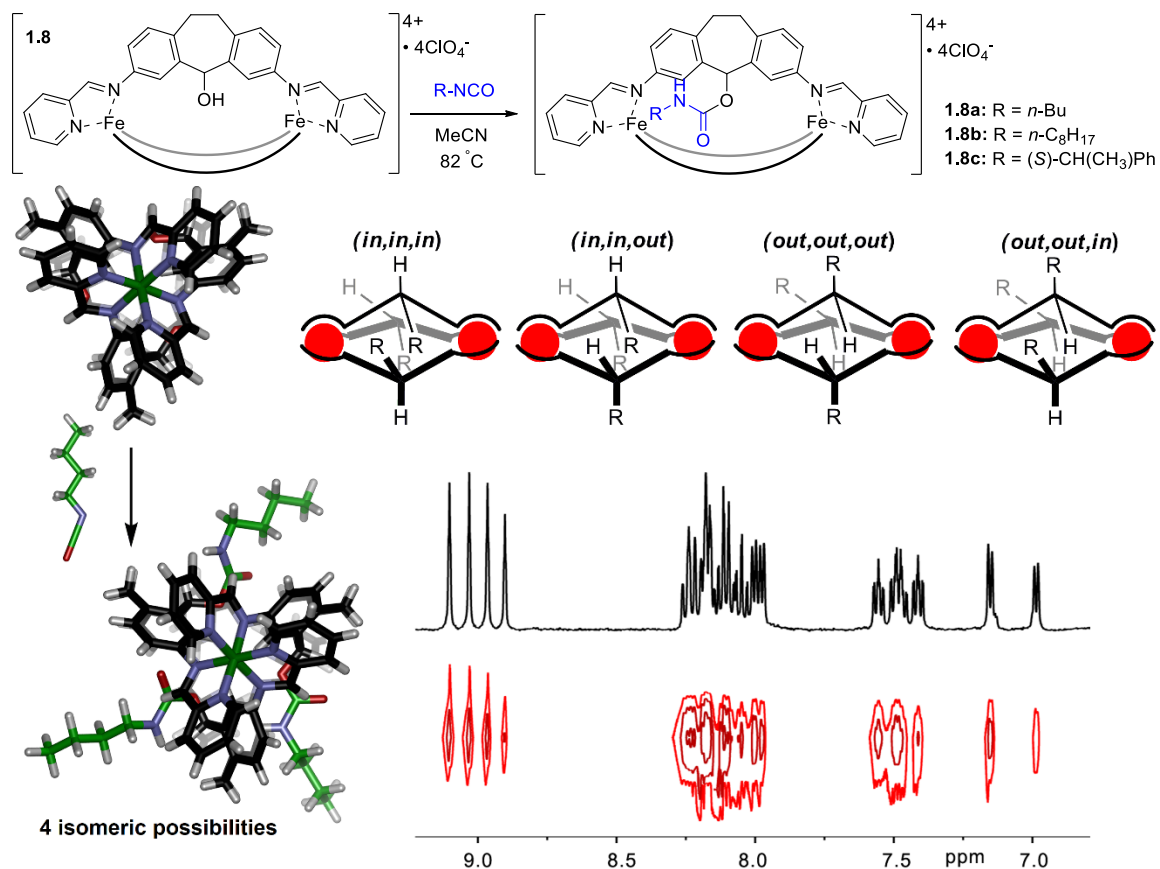 1.8
4+
• 4ClO4-
OH
N
N
N
N
Fe
Fe
R-NCO
MeCN
82 °C
4+
• 4ClO4-
N
H
N
O
N
R
O
N
N
Fe
Fe
1.8a: R = n-Bu
1.8b: R = n-C8H17
1.8c: R = (S)-CH(CH3)Ph
(in,in,in)
(in,in,out)
(out,out,out)
(out,out,in)
H
H
R
R
R
H
H
H
H
R
R
R
R
R
H
H
H
R
R
R
H
R
H
H
4 isomeric possibilities
9.0
8.5
8.0
7.5
ppm
7.0